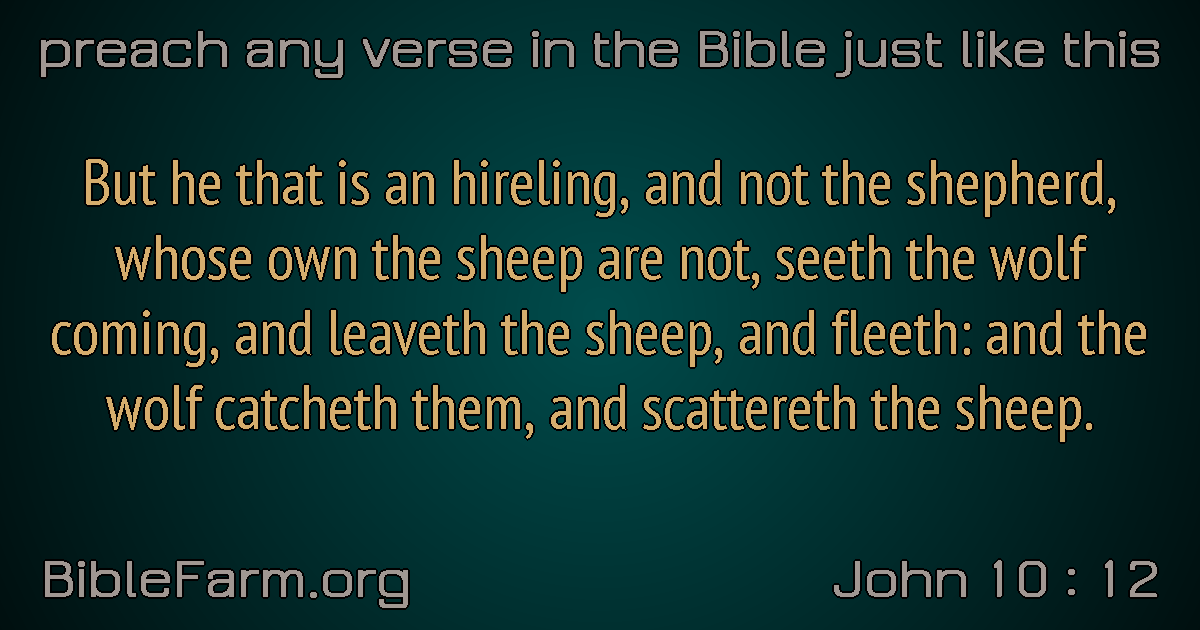 preach any verse in the Bible just like this
But he that is an hireling, and not the shepherd,
whose own the sheep are not, seeth the wolf
coming, and leaveth the sheep, and fleeth: and the
wolf catcheth them, and scattereth the sheep.
BibleFarm.org
John 10 : 12